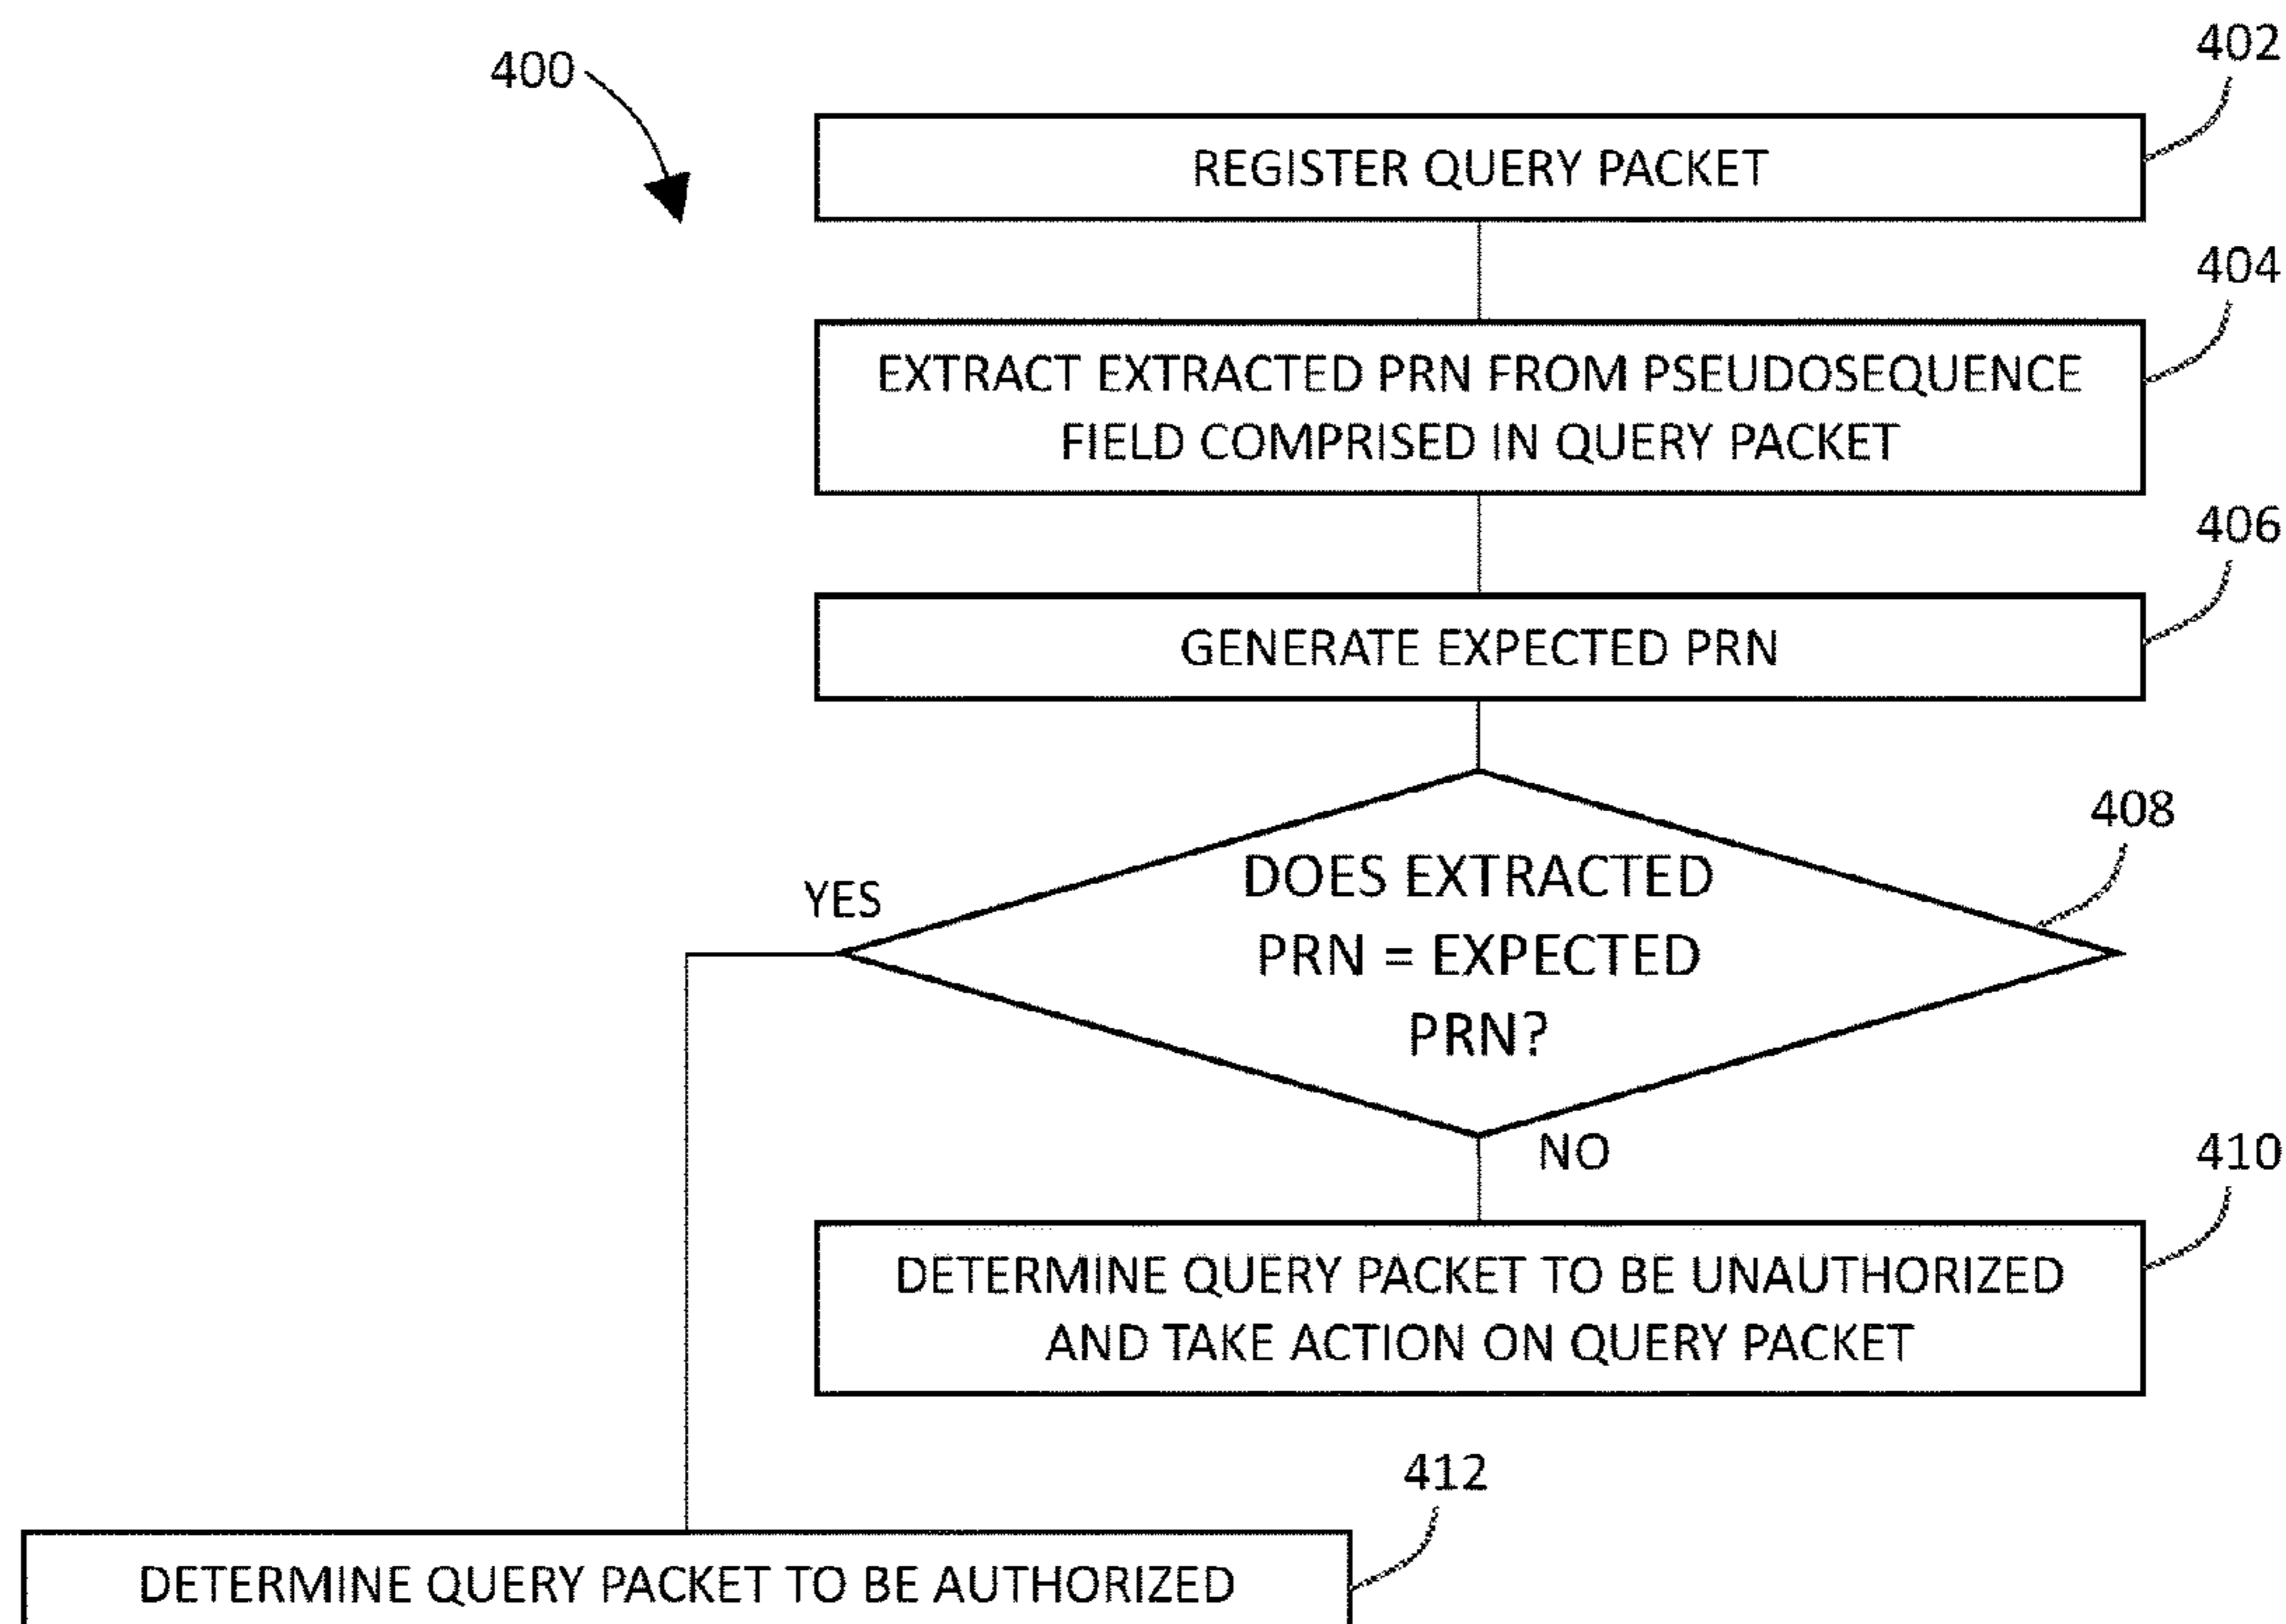 400
402
REGISTER QUERY PACKET
404
EXTRACT EXTRACTED PRN FROM PSEUDOSEQUENCE
FIELD COMPRISED IN QUERY PACKET
406
GENERATE EXPECTED PRN
408
DOES EXTRACTED
PRN = EXPECTED
PRN?
YES
NO
410
DETERMINE QUERY PACKET TO BE UNAUTHORIZED
AND TAKE ACTION ON QUERY PACKET
412
DETERMINE QUERY PACKET TO BE AUTHORIZED